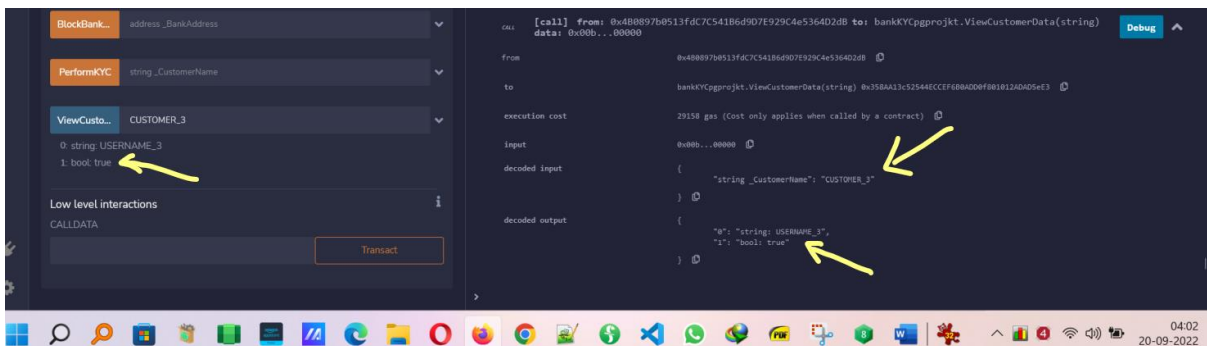 BlockBank...
address _BankAddress
PerformKYC
string _CustomerName
ViewCusto...
CUSTOMER_3
0: string: USERNAME_3
1: bool: true
Low level interactions
i
CALLDATA
Transact
CALL
[call] from: 0x4B0897b0513fdC7C541B6d9D7E929C4e5364D2dB to: bankKYCpgprojkt.ViewCustomerData(string)
data: 0x00b...00000
Debug
from
0x4B0897b0513fdC7C541B6d9D7E929C4e5364D2dB
to
bankKYCpgprojkt.ViewCustomerData(string)
execution cost
29158 gas (Cost only applies when called by a contract)
input
0x00b...00000
decoded input
{
"string _CustomerName": "CUSTOMER_3"
}
decoded output
{
"0": "string: USERNAME_3",
"1": "bool: true"
}
>
04:02
20-09-2022